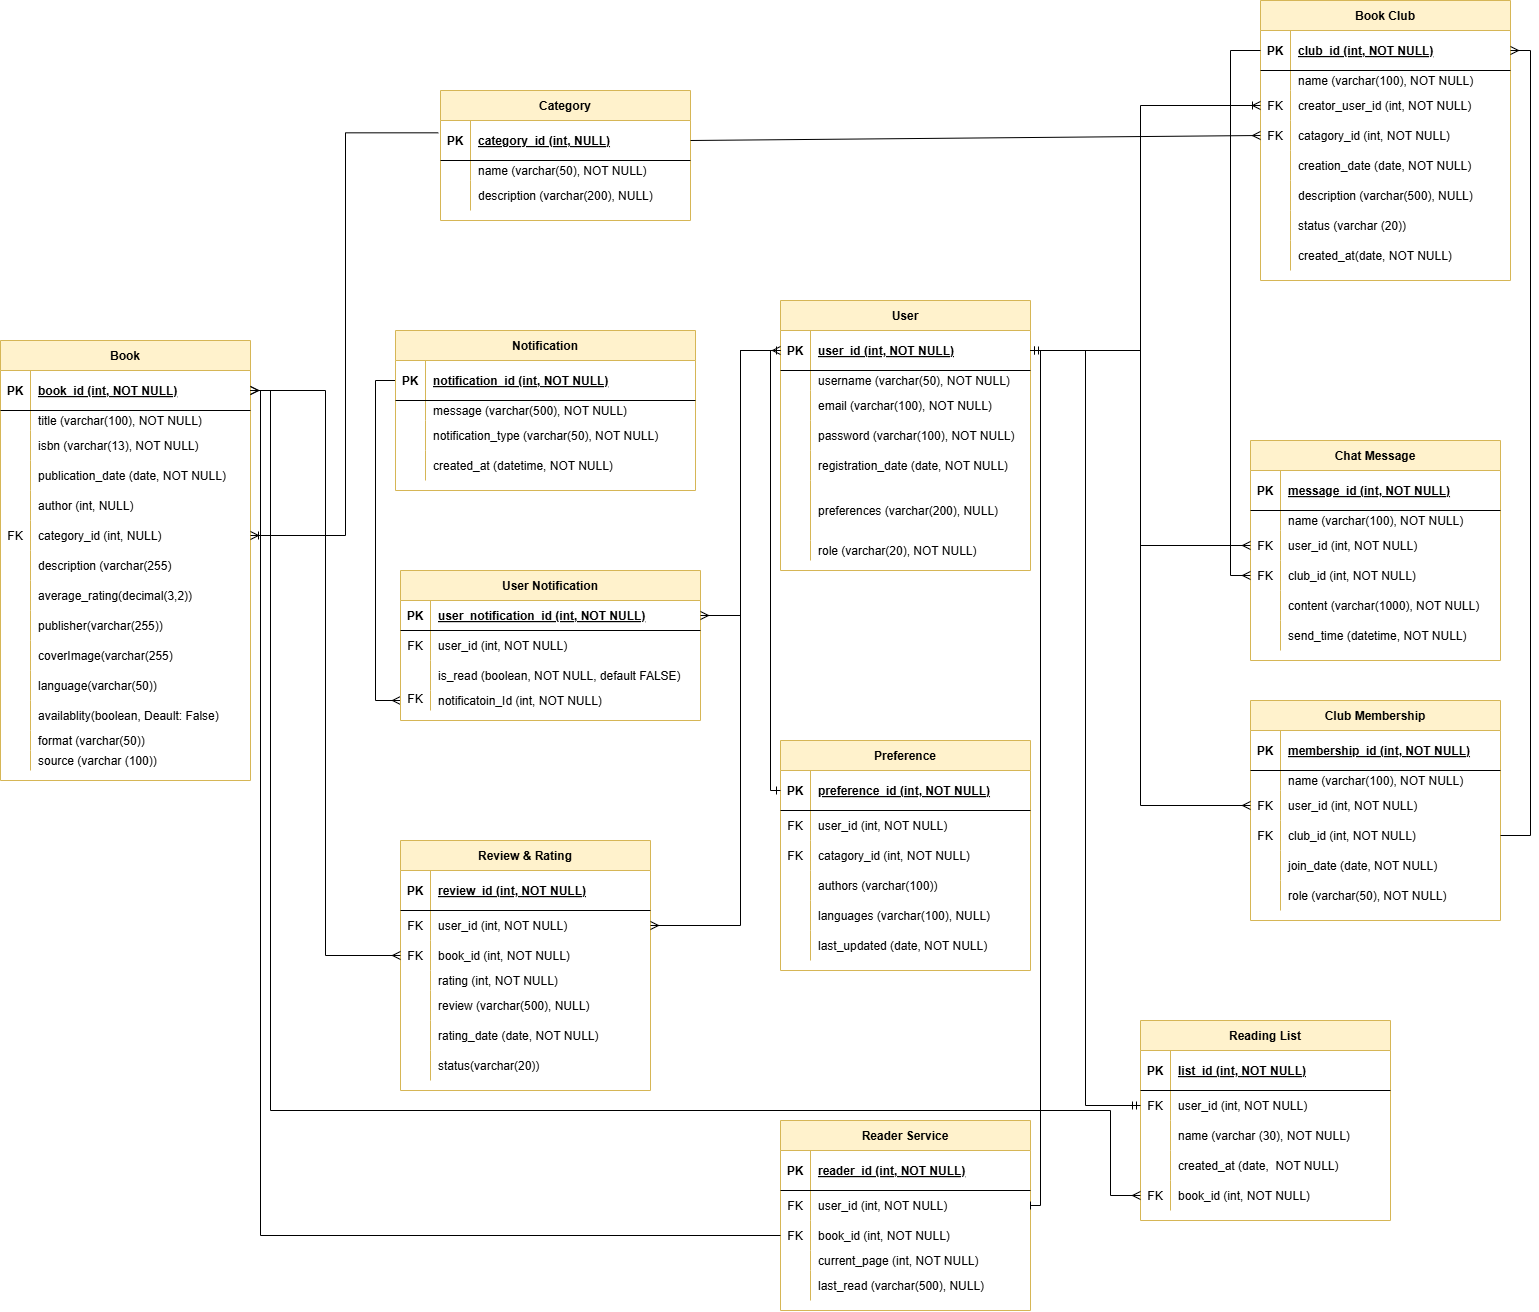 Book Club
PK club_id (int, NOT NULL)
name (varchar(100), NOT NULL)
FK creator_user_id (int, NOT NULL)
FK catagory_id (int, NOT NULL)
creation_date (date, NOT NULL)
description (varchar(500), NULL)
status (varchar (20))
created_at(date, NOT NULL)
Category
PK category_id (int, NULL)
name (varchar(50), NOT NULL)
description (varchar(200), NULL)
User
PK user_id (int, NOT NULL)
username (varchar(50), NOT NULL)
email (varchar(100), NOT NULL)
password (varchar(100), NOT NULL)
registration_date (date, NOT NULL)
preferences (varchar(200), NULL)
role (varchar(20), NOT NULL)
Notification
PK notification_id (int, NOT NULL)
message (varchar(500), NOT NULL)
notification_type (varchar(50), NOT NULL)
created_at (datetime, NOT NULL)
Book
PK book_id (int, NOT NULL)
title (varchar(100), NOT NULL)
isbn (varchar(13), NOT NULL)
publication_date (date, NOT NULL)
author (int, NULL)
FK category_id (int, NULL)
description (varchar(255)
average_rating(decimal(3,2))
publisher(varchar(255))
coverImage(varchar(255)
language(varchar(50))
availablity(boolean, Deault: False)
format (varchar(50))
source (varchar (100))
Chat Message
PK message_id (int, NOT NULL)
name (varchar(100), NOT NULL)
FK user_id (int, NOT NULL)
FK club_id (int, NOT NULL)
content (varchar(1000), NOT NULL)
send_time (datetime, NOT NULL)
User Notification
PK user_notification_id (int, NOT NULL)
FK user_id (int, NOT NULL)
is_read (boolean, NOT NULL, default FALSE)
FK notificatoin_Id (int, NOT NULL)
Club Membership
PK membership_id (int, NOT NULL)
name (varchar(100), NOT NULL)
FK user_id (int, NOT NULL)
FK club_id (int, NOT NULL)
join_date (date, NOT NULL)
role (varchar(50), NOT NULL)
Preference
PK preference_id (int, NOT NULL)
FK user_id (int, NOT NULL)
FK catagory_id (int, NOT NULL)
authors (varchar(100))
languages (varchar(100), NULL)
last_updated (date, NOT NULL)
Review & Rating
PK review_id (int, NOT NULL)
FK user_id (int, NOT NULL)
FK book_id (int, NOT NULL)
rating (int, NOT NULL)
review (varchar(500), NULL)
rating_date (date, NOT NULL)
status(varchar(20))
Reading List
PK list_id (int, NOT NULL)
FK user_id (int, NOT NULL)
name (varchar (30), NOT NULL)
created_at (date, NOT NULL)
FK book_id (int, NOT NULL)
Reader Service
PK reader_id (int, NOT NULL)
FK user_id (int, NOT NULL)
FK book_id (int, NOT NULL)
current_page (int, NOT NULL)
last_read (varchar(500), NULL)